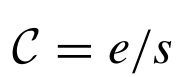 𝒞 = e/s